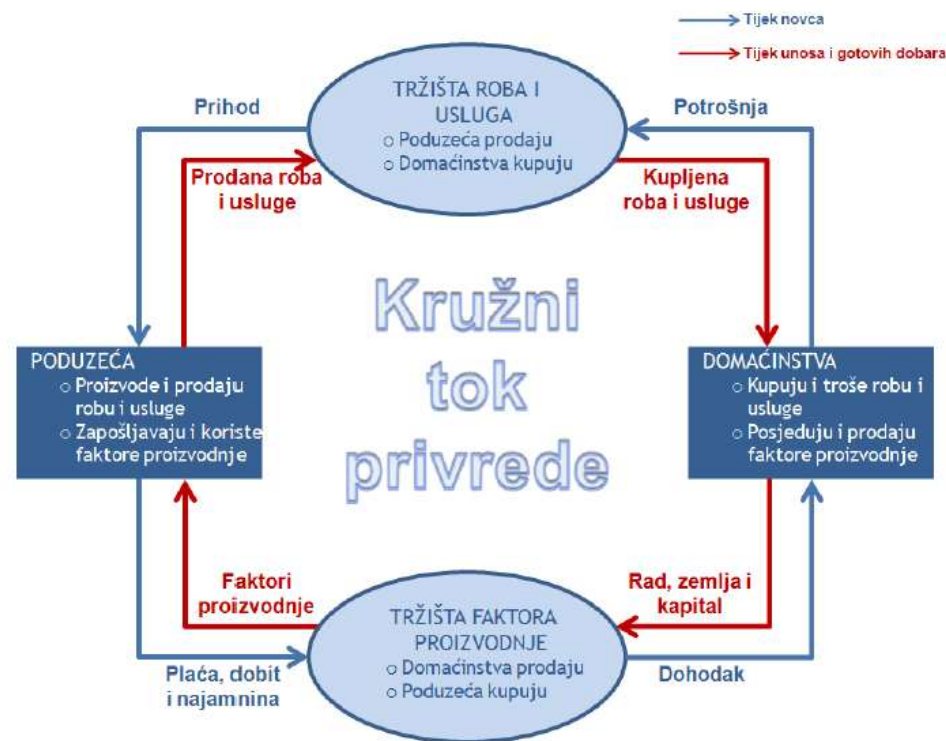 Tijek novca
Tijek unosa i gotovih dobara
TRŽIŠTA ROBA I
USLUGA
○ Poduzeća prodaju
○ Domaćinstva kupuju
Prihod
Potrošnja
Prodana roba
i usluge
Kupljena
roba i usluge
Kružni
tok
privrede
PODUZEĆA
○ Proizvode i prodaju
robu i usluge
○ Zapošljavaju i koriste
faktore proizvodnje
DOMAĆINSTVA
○ Kupuju i troše robu i
usluge
○ Posjeduju i prodaju
faktore proizvodnje
Faktori
proizvodnje
Rad, zemlja i
kapital
TRŽIŠTA FAKTORA
PROIZVODNJE
○ Domaćinstva prodaju
○ Poduzeća kupuju
Plaća, dobit
i najamnina
Dohodak